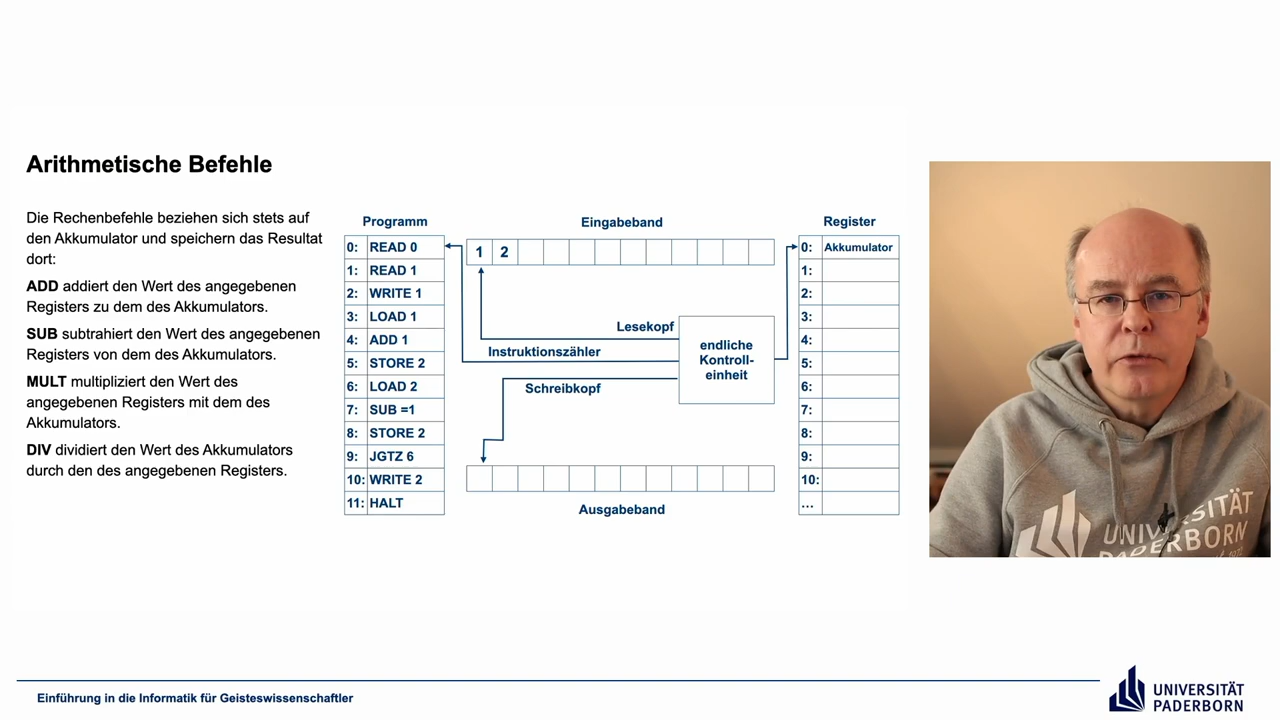 Arithmetische Befehle
Die Rechenbefehle beziehen sich stets auf
den Akkumulator und speichern das Resultat
dort:
ADD addiert den Wert des angegebenen
Registers zu dem des Akkumulators.
SUB subtrahiert den Wert des angegebenen
Registers von dem des Akkumulators.
MULT multipliziert den Wert des
angegebenen Registers mit dem des
Akkumulators.
DIV dividiert den Wert des Akkumulators
durch den des angegebenen Registers.
Programm
0: READ 0
1: READ 1
2: WRITE 1
3: LOAD 1
4: ADD 1
5: STORE 2
6: LOAD 2
7: SUB =1
8: STORE 2
9: JGTZ 6
10: WRITE 2
11: HALT
Eingabeband
1 2
Lesekopf
Instruktionszähler
Schreibkopf
endliche
Kontroll-
einheit
Ausgabeband
Register
0: Akkumulator
1:
2:
3:
4:
5:
6:
7:
8:
9:
10:
...
UNIVERSITÄT
PADERBORN
Einführung in die Informatik für Geisteswissenschaftler
UNIVERSITÄT
PADERBORN